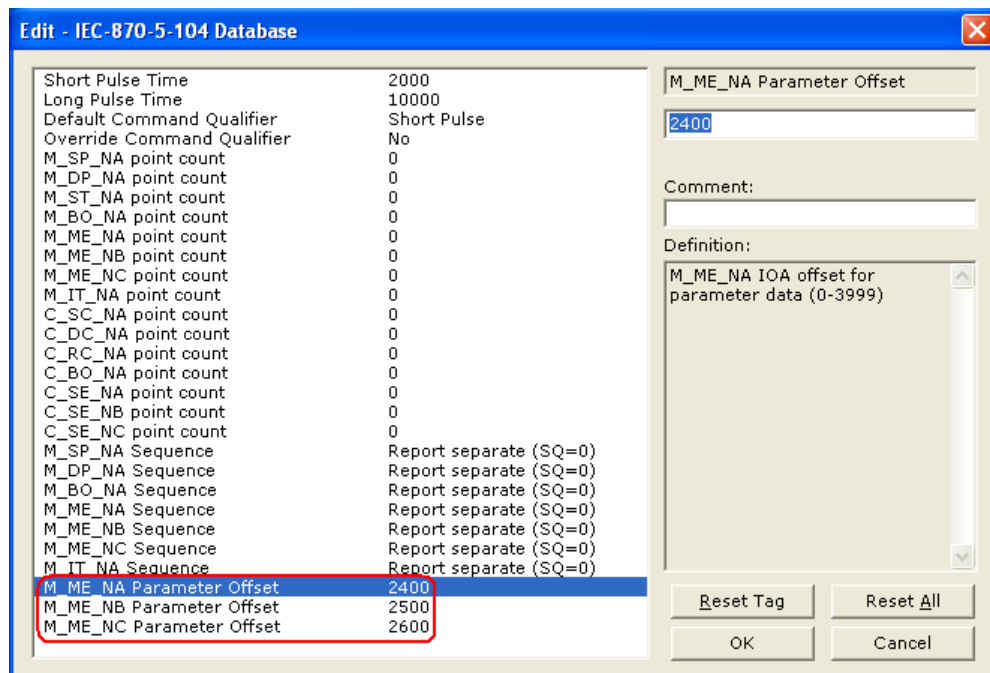 Edit - IEC-870-5-104 Database
Short Pulse Time 2000
Long Pulse Time 10000
Default Command Qualifier Short Pulse
Override Command Qualifier No
M_SP_NA point count 0
M_DP_NA point count 0
M_ST_NA point count 0
M_BO_NA point count 0
M_ME_NA point count 0
M_ME_NB point count 0
M_ME_NC point count 0
M_IT_NA point count 0
C_SC_NA point count 0
C_DC_NA point count 0
C_RC_NA point count 0
C_BO_NA point count 0
C_SE_NA point count 0
C_SE_NB point count 0
C_SE_NC point count 0
M_SP_NA Sequence Report separate (SQ=0)
M_DP_NA Sequence Report separate (SQ=0)
M_BO_NA Sequence Report separate (SQ=0)
M_ME_NA Sequence Report separate (SQ=0)
M_ME_NB Sequence Report separate (SQ=0)
M_ME_NC Sequence Report separate (SQ=0)
M_IT_NA Sequence Report separate (SQ=0)
M_ME_NA Parameter Offset 2400
M_ME_NB Parameter Offset 2500
M_ME_NC Parameter Offset 2600
M_ME_NA Parameter Offset
2400
Comment:
Definition:
M_ME_NA IOA offset for
parameter data (0-3999)
Reset Tag Reset All
OK Cancel